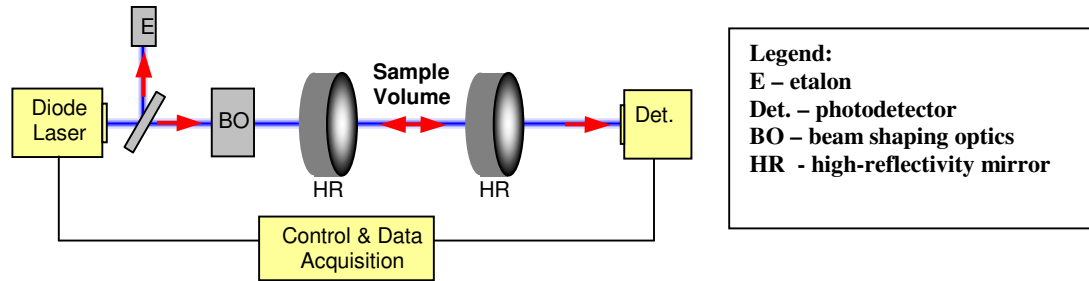 E
Diode
Laser
BO
HR
Sample
Volume
HR
Det.
Control & Data
Acquisition
Legend:
E – etalon
Det. – photodetector
BO – beam shaping optics
HR - high-reflectivity mirror